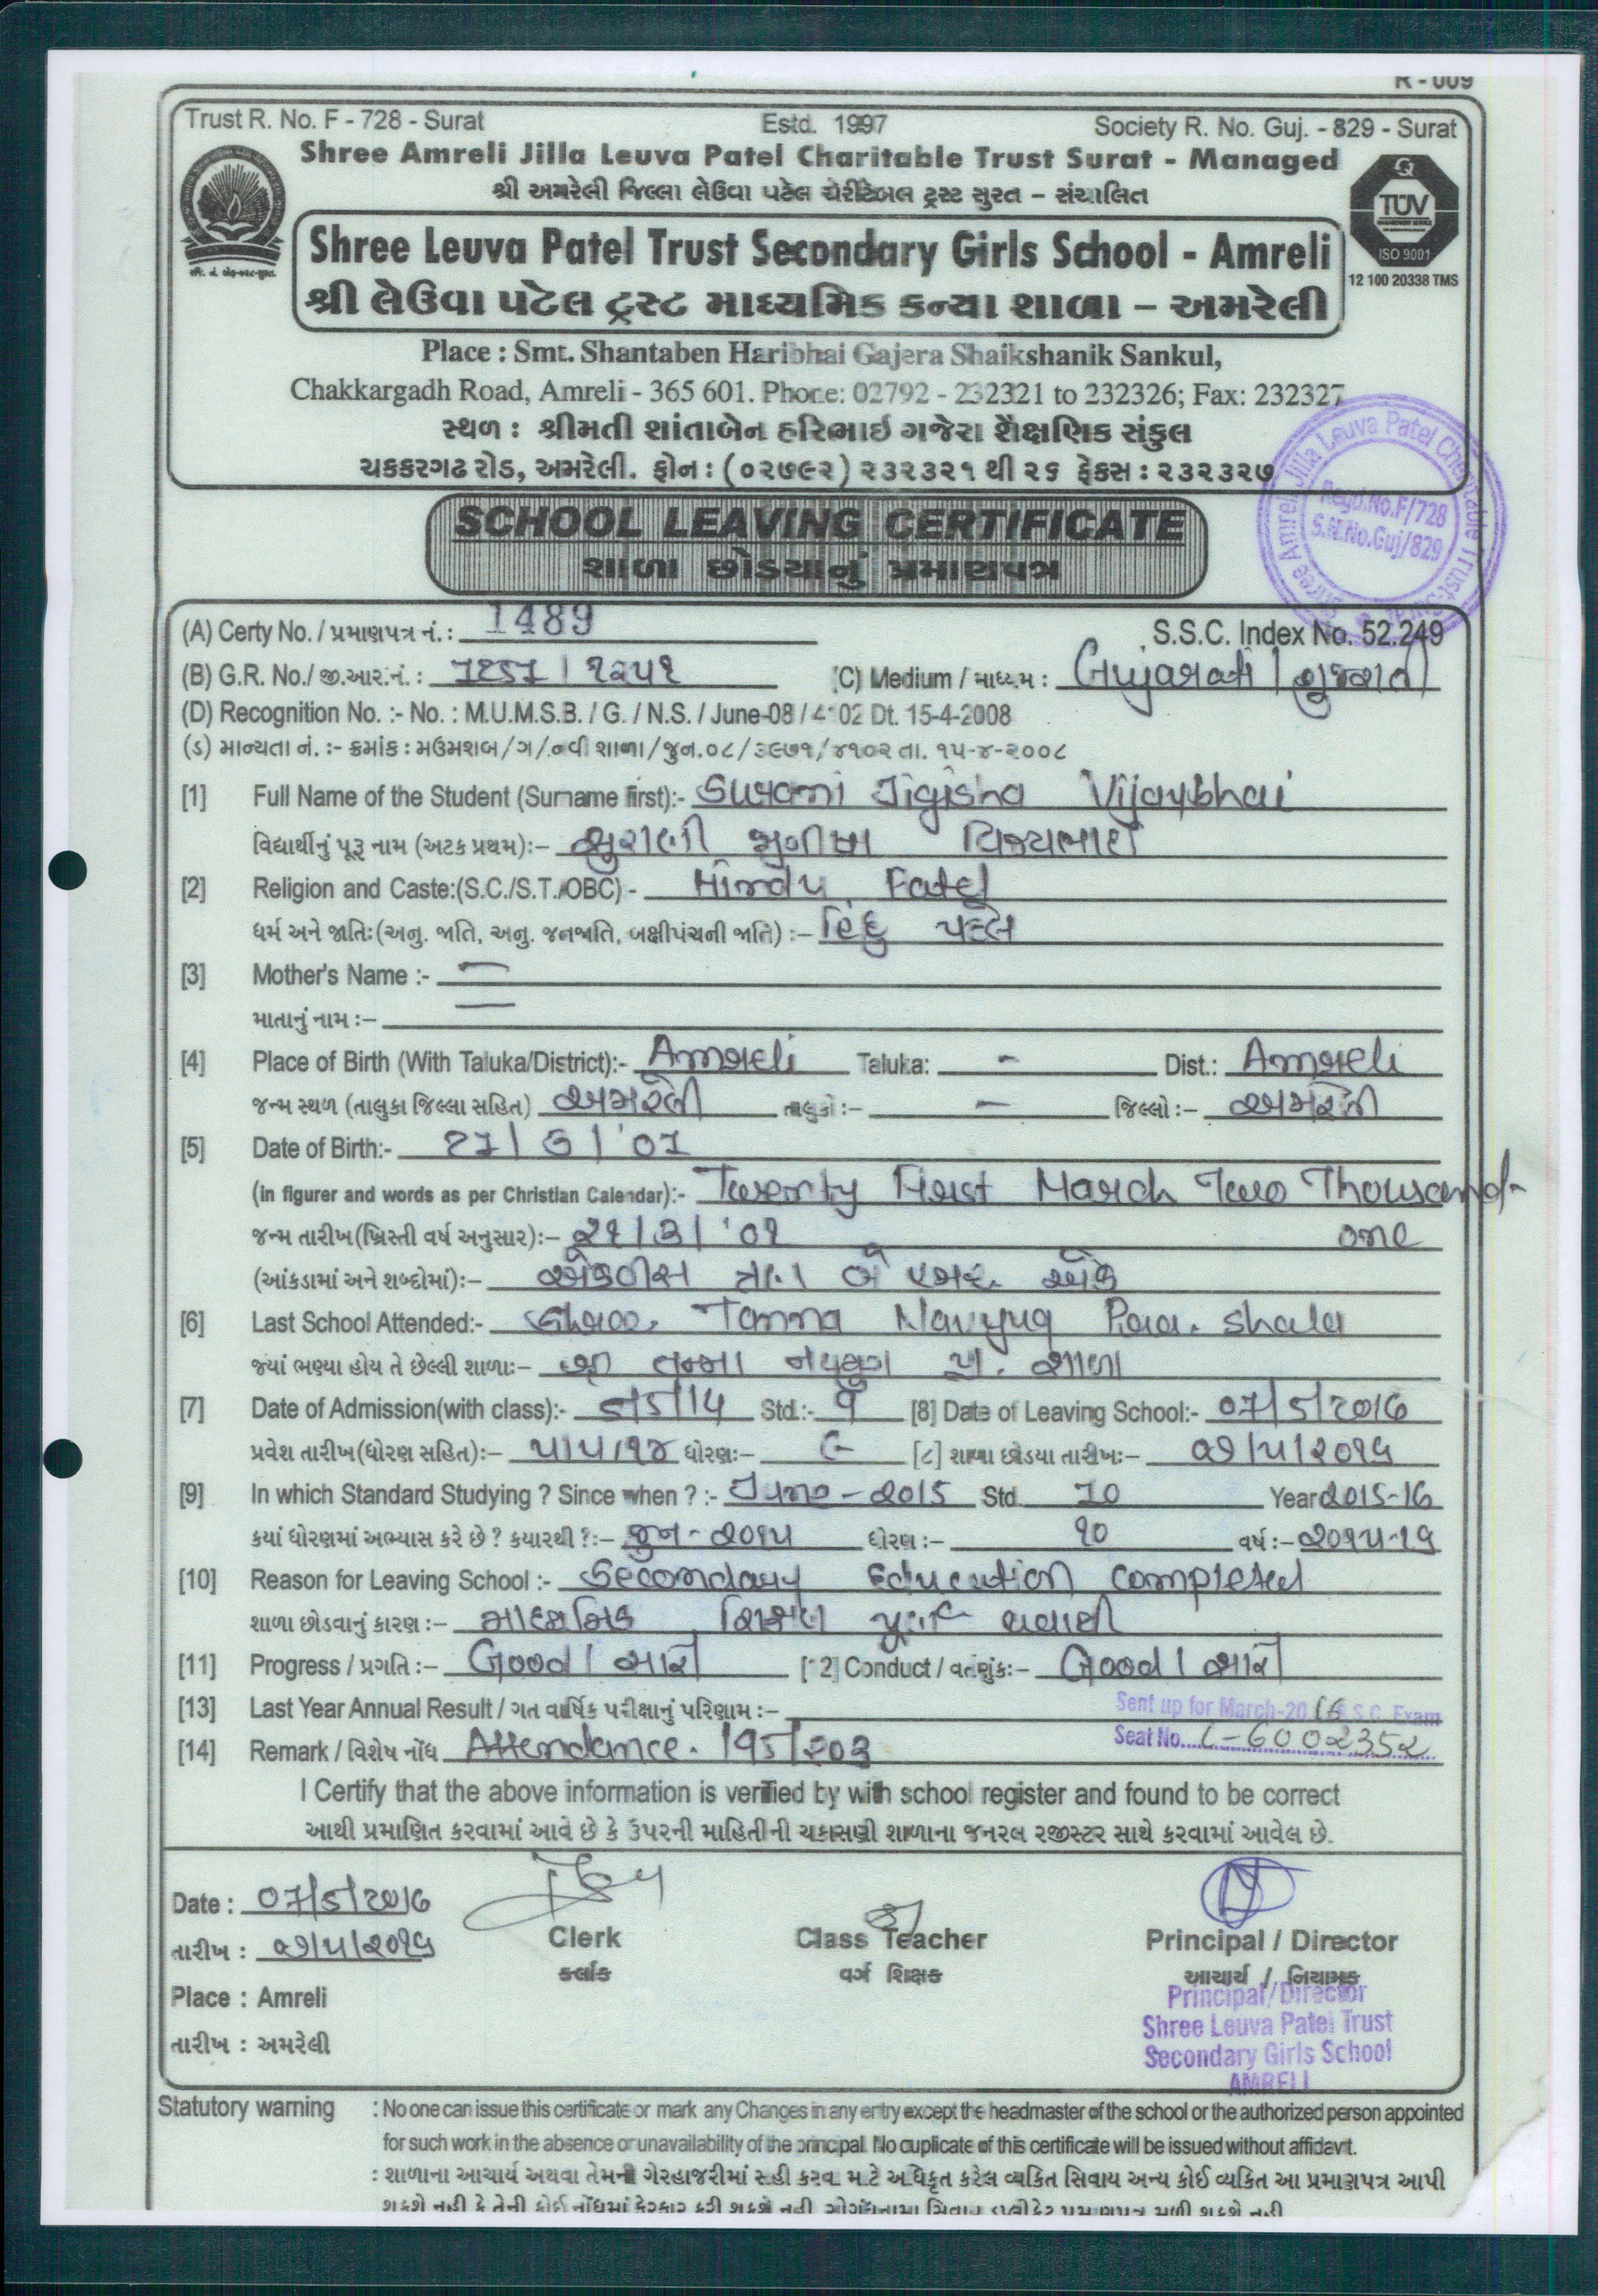 R - 009
Trust R. No. F - 728 - Surat Estd. 1997 Society R. No. Guj. - 829 - Surat
Shree Amreli Jilla Leuva Patel Charitable Trust Surat - Managed
શ્રી અમરેલી જિલ્લા લેઉવા પટેલ ચેરીટેબલ ટ્રસ્ટ સુરત – સંચાલિત
TÜV
ISO 9001
12 100 20338 TMS
Shree Leuva Patel Trust Secondary Girls School - Amreli
શ્રી લેઉવા પટેલ ટ્રસ્ટ માધ્યમિક કન્યા શાળા – અમરેલી
Place : Smt. Shantaben Haribhai Gajera Shaikshanik Sankul,
Chakkargadh Road, Amreli - 365 601. Phone: 02792 - 232321 to 232326; Fax: 232327
સ્થળ : શ્રીમતી શાંતાબેન હરિભાઈ ગજેરા શૈક્ષણિક સંકુલ
ચકકરગઢ રોડ, અમરેલી. ફોન : (૦૨૭૯૨) ૨૩૨૩૨૧ થી ૨૬ ફેકસ : ૨૩૨૩૨૭
Shree Amreli Jilla Leuva Patel Charitable Trust
Regd.No.F/728
S.N.No.Guj/829
SCHOOL LEAVING CERTIFICATE
શાળા છોડયાનું પ્રમાણપત્ર
(A) Certy No. / પ્રમાણપત્ર નં. : 1489 S.S.C. Index No. 52.249
(B) G.R. No./ જી.આર.નં. : 1251 / ૧૨૫૧ (C) Medium / માધ્યમ : Gujarati / ગુજરાતી
(D) Recognition No. :- No. : M.U.M.S.B. / G. / N.S. / June-08 / 4102 Dt. 15-4-2008
(ડ) માન્યતા નં. :- ક્રમાંક : મઉમશબ/ગ/નવી શાળા/જુન.૦૮/૩૯૭૧/૪૧૦૨ તા. ૧૫-૪-૨૦૦૮
[1] Full Name of the Student (Surname first):- Surani Jigisha Vijaybhai
વિદ્યાર્થીનું પૂરૂ નામ (અટક પ્રથમ):– સુરાણી જીગીષા વિજયભાઈ
[2] Religion and Caste:(S.C./S.T./OBC) - Hindu, Patel
ધર્મ અને જાતિઃ(અનુ. જાતિ, અનુ. જનજાતિ, બક્ષીપંચની જાતિ) :– હિંદુ પટેલ
[3] Mother's Name :- —
માતાનું નામ :– —
[4] Place of Birth (With Taluka/District):- Amreli Taluka: - Dist.: Amreli
જન્મ સ્થળ (તાલુકા જિલ્લા સહિત) અમરેલી તાલુકો :– - જિલ્લો :– અમરેલી
[5] Date of Birth:- 21 / 3 / '01
(in figurer and words as per Christian Calendar):- Twenty First March Two Thousand-
જન્મ તારીખ(ખ્રિસ્તી વર્ષ અનુસાર) :– ૨૧/૩/'૦૧ one
(આંકડામાં અને શબ્દોમાં) :– એકવીસ ત્રણ બે હજાર એક
[6] Last School Attended:- Shree. Tanna Navyug Pra. Shala
જ્યાં ભણ્યા હોય તે છેલ્લી શાળાઃ– શ્રી તન્ના નવયુગ પ્રા. શાળા
[7] Date of Admission(with class):- 5/5/14 Std.:- 9 [8] Date of Leaving School:- 07/5/2016
પ્રવેશ તારીખ(ધોરણ સહિત):– ૫/૫/૧૪ ધોરણઃ– ૯ [૮] શાળા છોડયા તારીખઃ– ૦૭/૫/૨૦૧૬
[9] In which Standard Studying ? Since when ? :- June - 2015 Std. 10 Year 2015-16
કયાં ધોરણમાં અભ્યાસ કરે છે ? કયારથી ? :– જુન - ૨૦૧૫ ધોરણ :– ૧૦ વર્ષ :– ૨૦૧૫-૧૬
[10] Reason for Leaving School :- Secondary Education completed
શાળા છોડવાનું કારણ :– માધ્યમિક શિક્ષણ પૂર્ણ થવાથી
[11] Progress / પ્રગતિ :– Good / સારી [12] Conduct / વર્તણુંકઃ– Good / સારી
[13] Last Year Annual Result / ગત વાર્ષિક પરીક્ષાનું પરિણામ :– Sent up for March-2016 S.S.C. Exam
[14] Remark / વિશેષ નોંધ Attendance. 195/203 Seat No. C-6002352
I Certify that the above information is verified by with school register and found to be correct
આથી પ્રમાણિત કરવામાં આવે છે કે ઉપરની માહિતીની ચકાસણી શાળાના જનરલ રજીસ્ટર સાથે કરવામાં આવેલ છે.
Date : 07/5/2016
Clerk Class Teacher Principal / Director
તારીખ : ૦૭/૫/૨૦૧૬
કર્લાક વર્ગ શિક્ષક આચાર્ય / નિયામક
Place : Amreli
તારીખ : અમરેલી
Principal/Director
Shree Leuva Patel Trust
Secondary Girls School
AMRELI
Statutory warning : No one can issue this certificate or mark any Changes in any entry except the headmaster of the school or the authorized person appointed
for such work in the absence or unavailability of the principal. No duplicate of this certificate will be issued without affidavit.
: શાળાના આચાર્ય અથવા તેમની ગેરહાજરીમાં સહી કરવા માટે અધિકૃત કરેલ વ્યકિત સિવાય અન્ય કોઈ વ્યકિત આ પ્રમાણપત્ર આપી
શકશે નહી કે તેની કોઈ નોંધમાં ફેરફાર કરી શકશે નહી. સોગંધનામા સિવાય ડુપ્લીકેટ પ્રમાણપત્ર મળી શકશે નહી